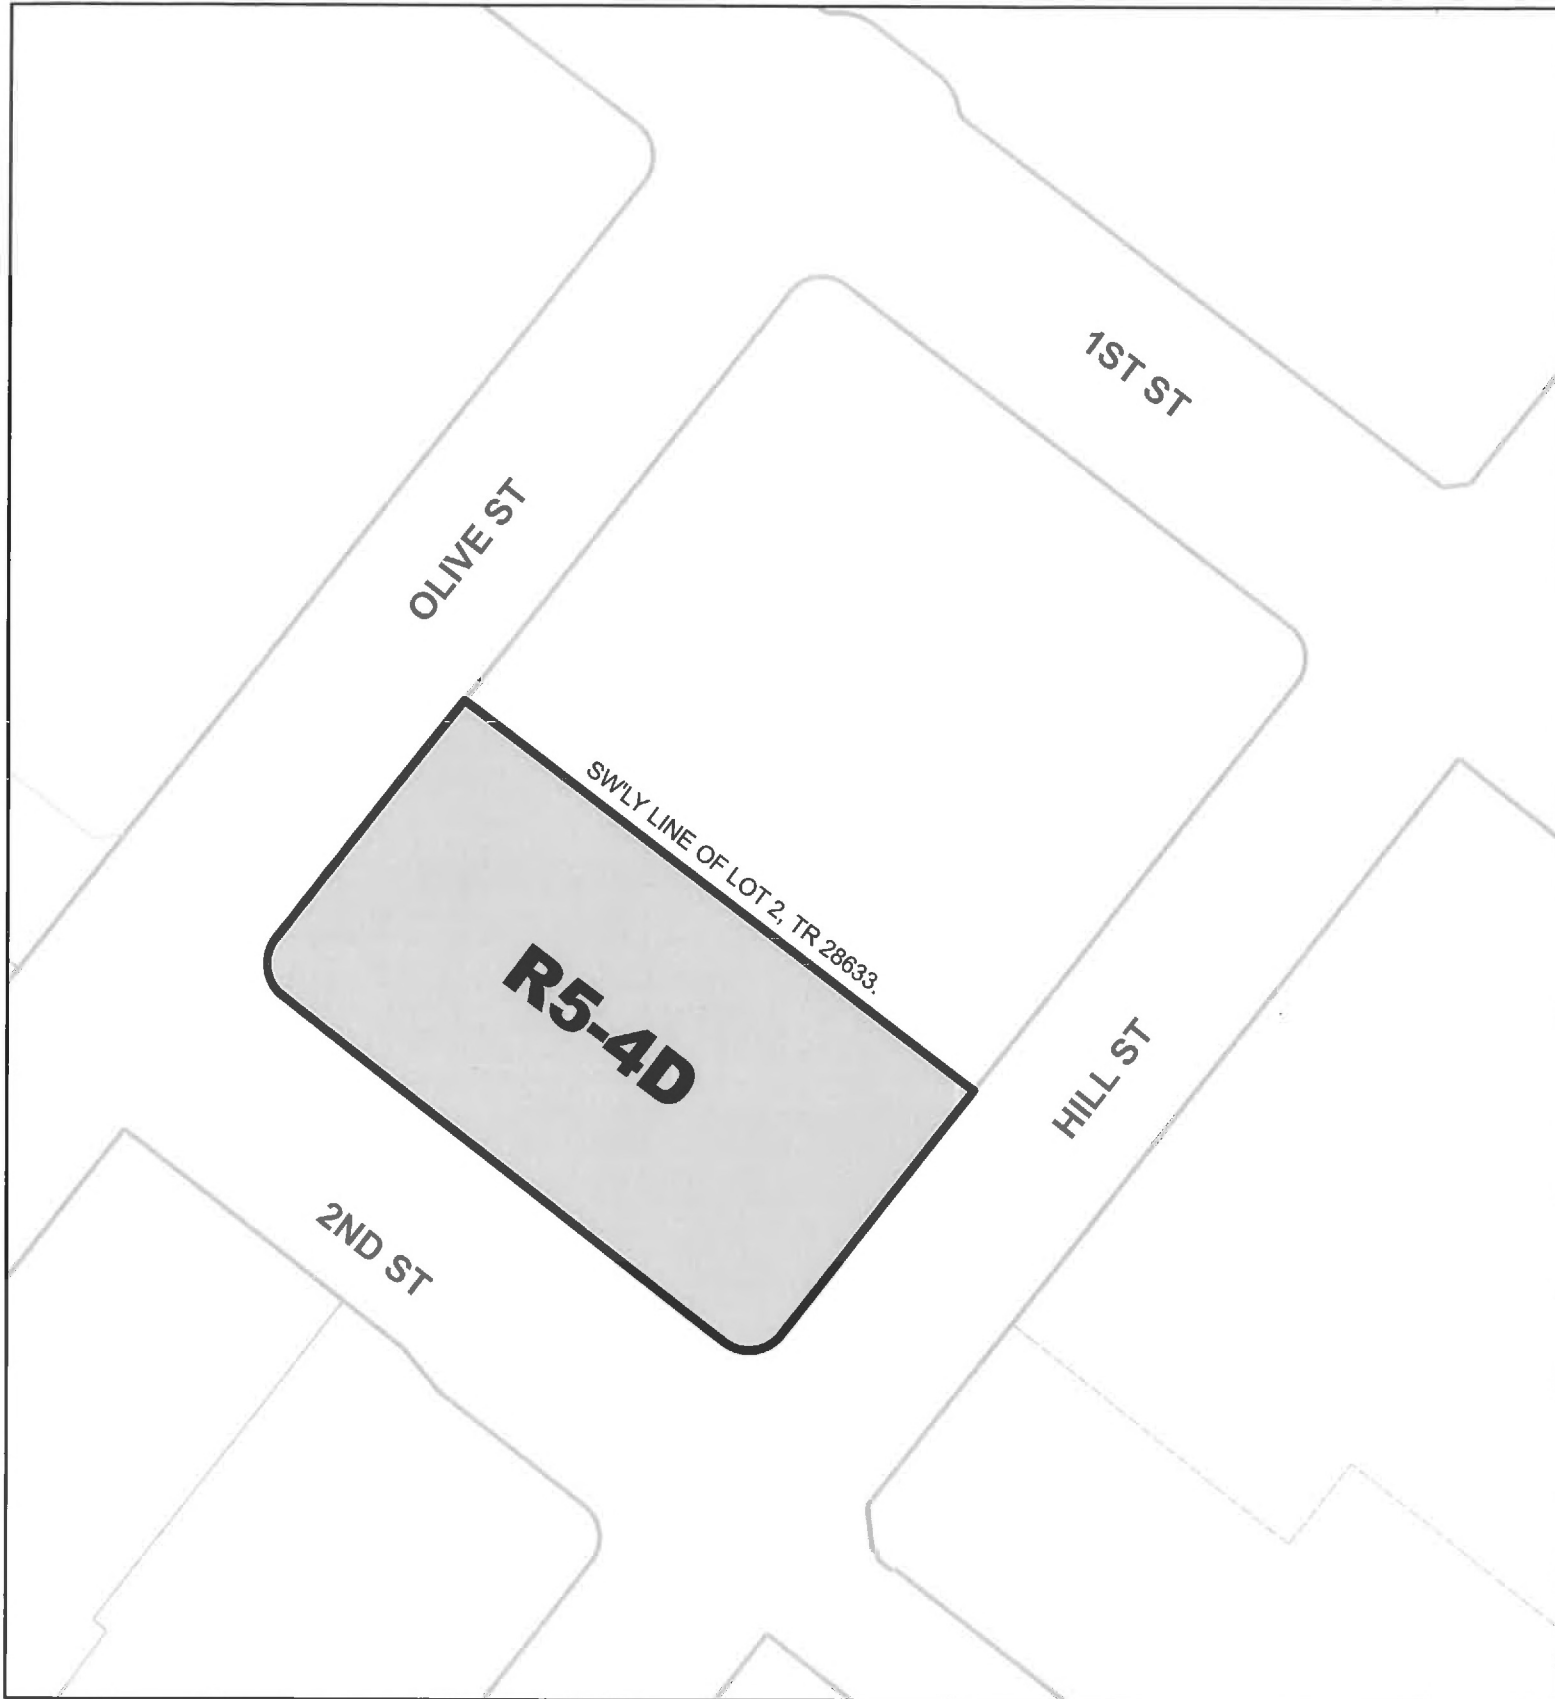 1ST ST
OLIVE ST
SW'LY LINE OF LOT 2, TR 28633.
R5-4D
HILL ST
2ND ST